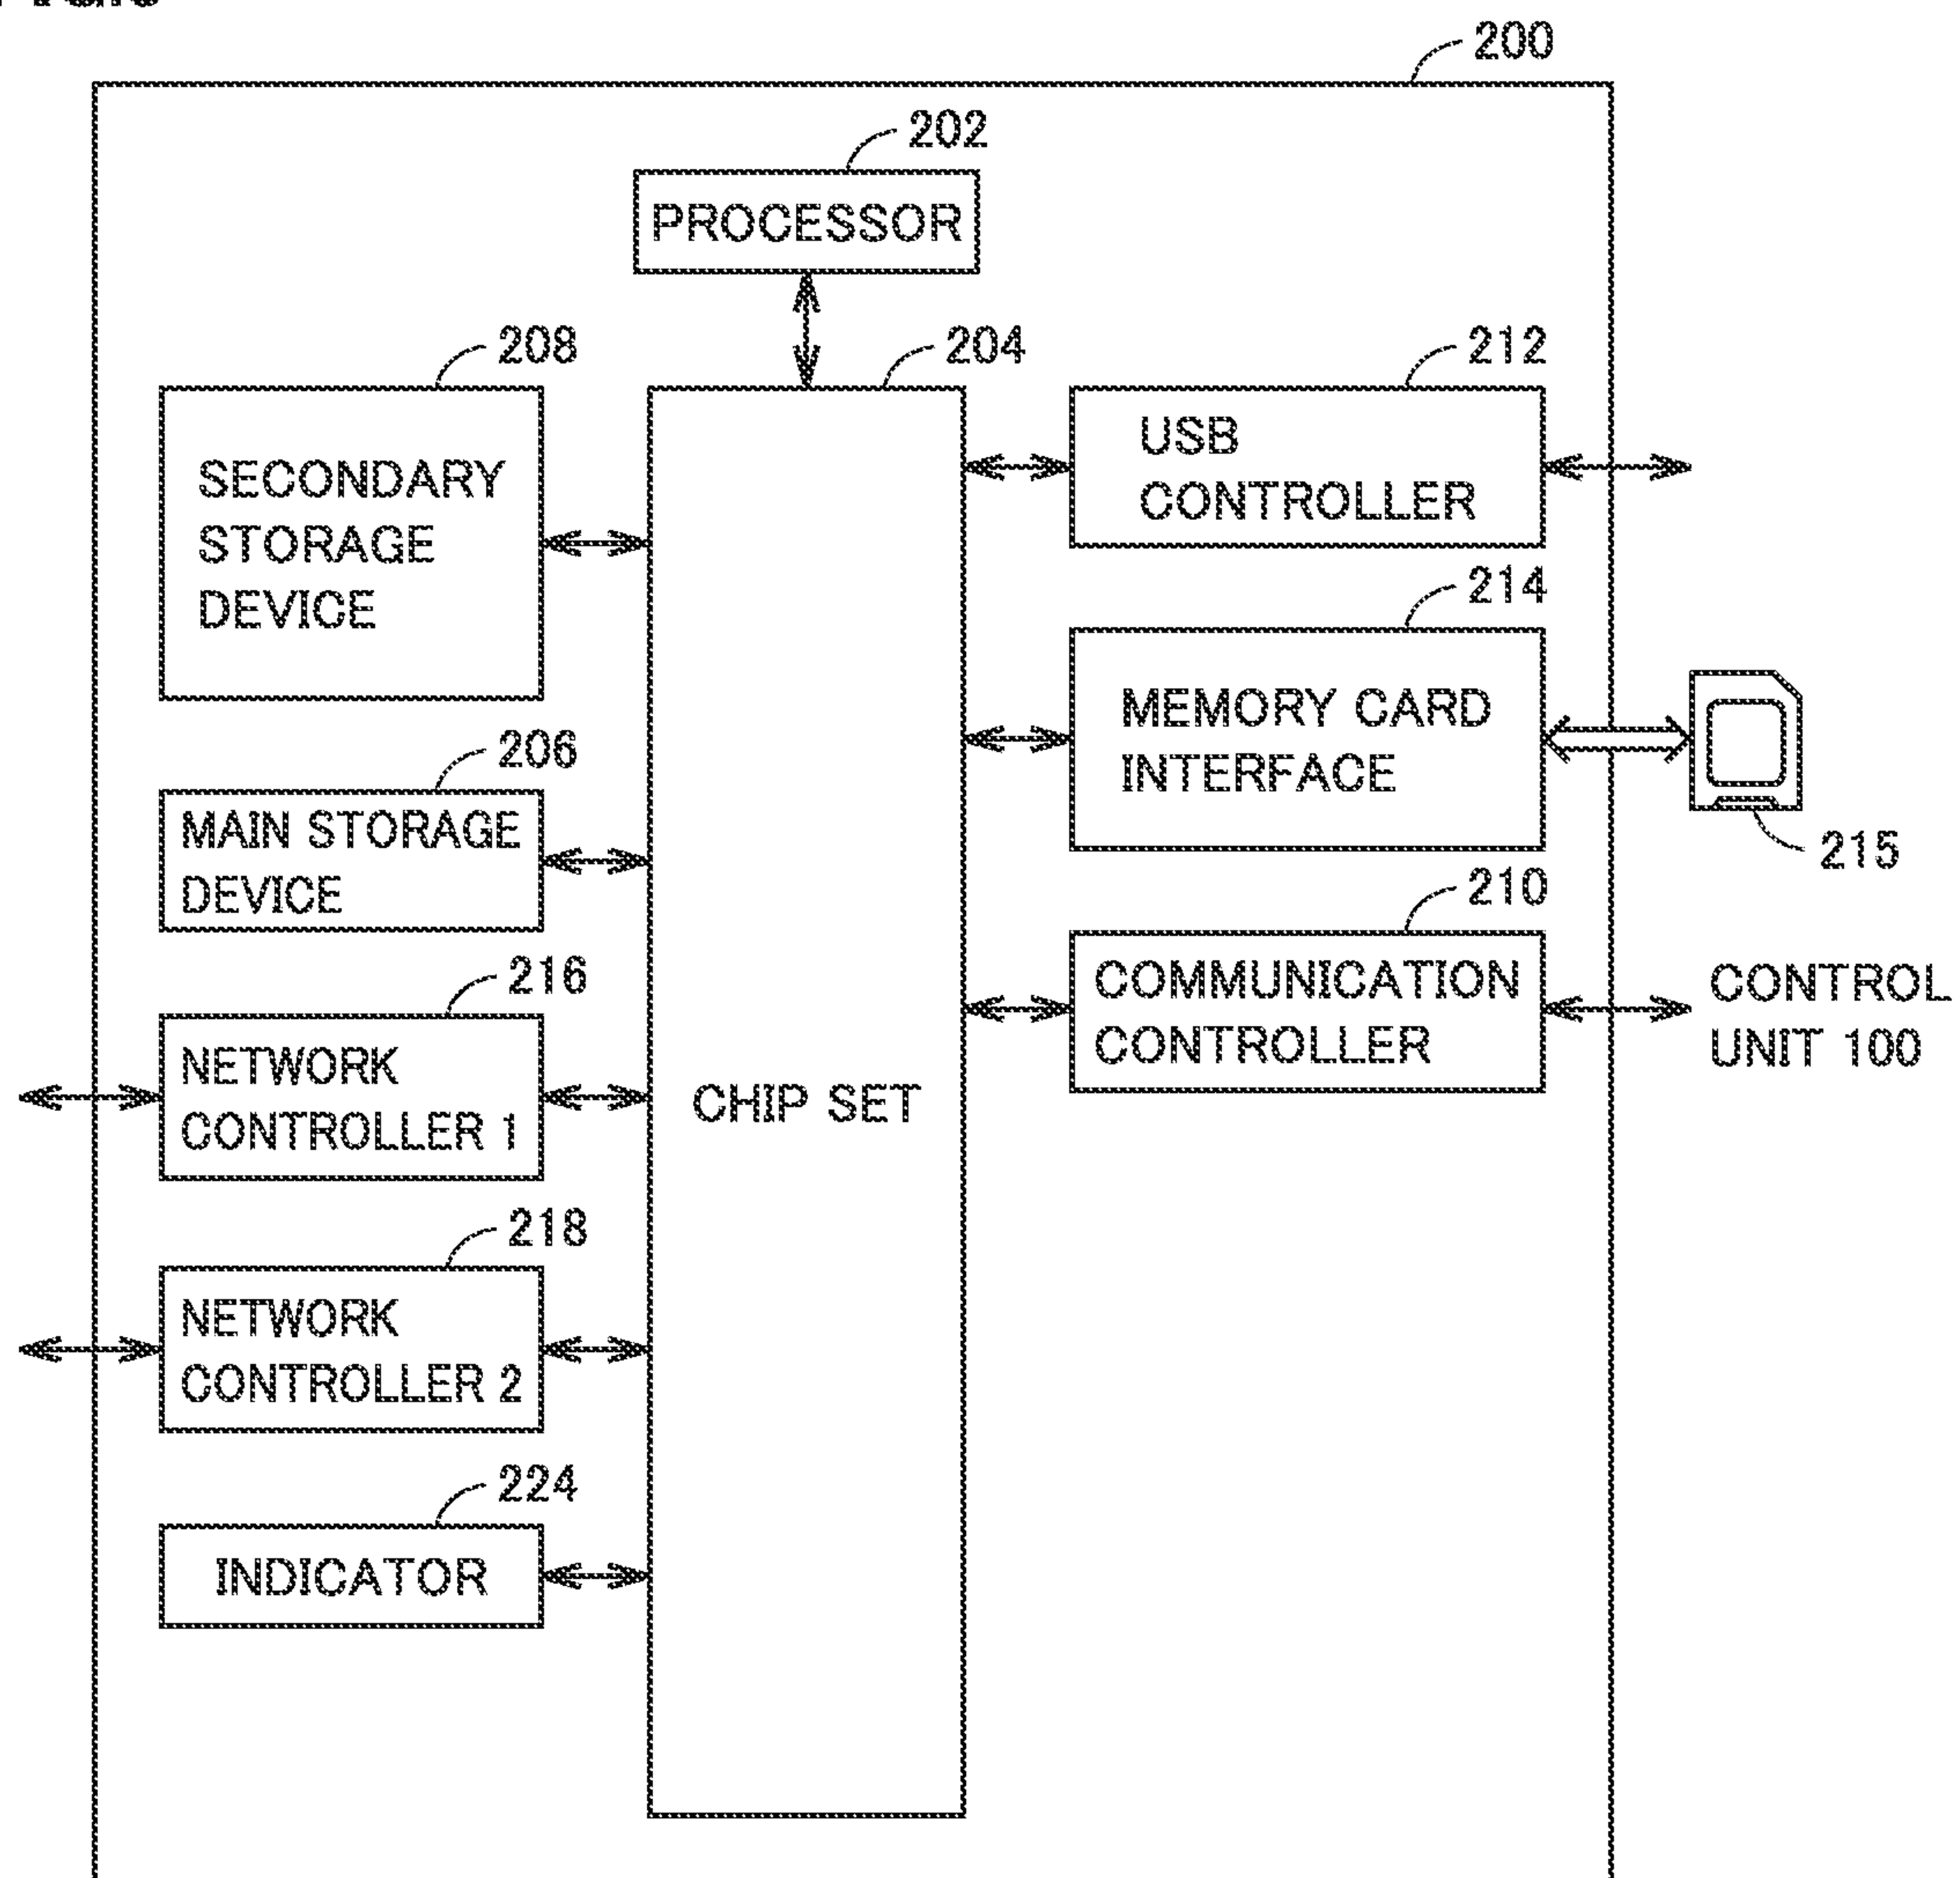 200
202
PROCESSOR
208
204
212
SECONDARY
STORAGE
DEVICE
USB
CONTROLLER
214
MEMORY CARD
INTERFACE
215
206
MAIN STORAGE
DEVICE
210
COMMUNICATION
CONTROLLER
CONTROL
UNIT 100
216
NETWORK
CONTROLLER 1
CHIP SET
218
NETWORK
CONTROLLER 2
224
INDICATOR